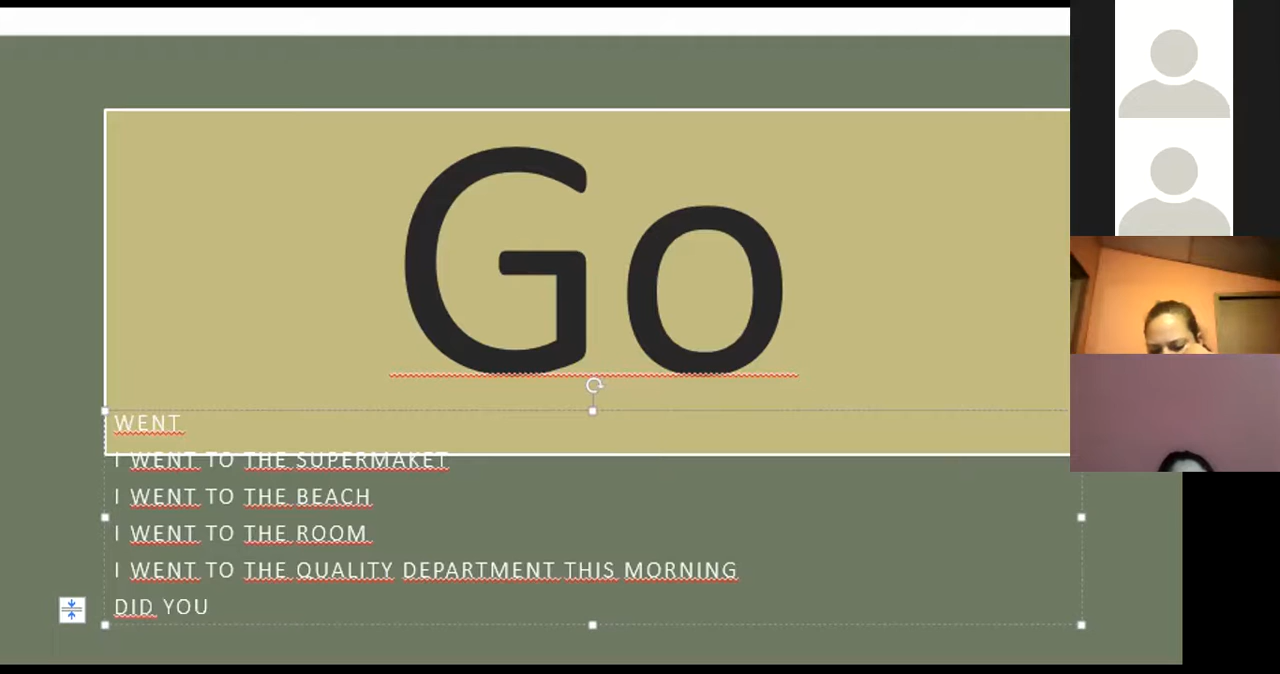 Go
WENT
I WENT TO THE SUPERMAKET
I WENT TO THE BEACH
I WENT TO THE ROOM
I WENT TO THE QUALITY DEPARTMENT THIS MORNING
DID YOU